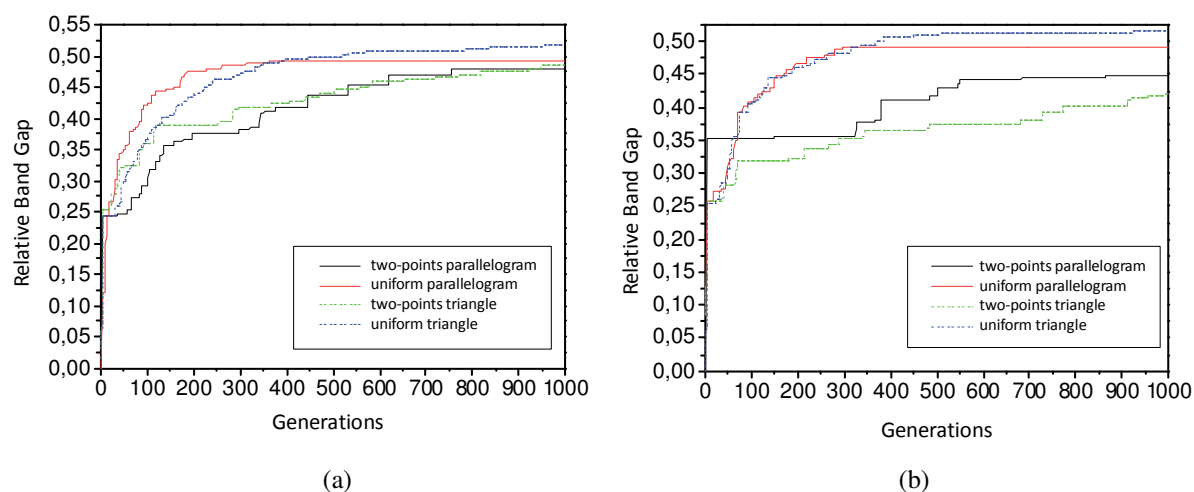 0,55
0,50
0,45
0,40
0,35
0,30
0,25
0,20
0,15
0,10
0,05
0,00
Relative Band Gap
two-points parallelogram
uniform parallelogram
two-points triangle
uniform triangle
0 100 200 300 400 500 600 700 800 900 1000
Generations
(a)
0,50
0,45
0,40
0,35
0,30
0,25
0,20
0,15
0,10
0,05
0,00
Relative Band Gap
two-points parallelogram
uniform parallelogram
two-points triangle
uniform triangle
0 100 200 300 400 500 600 700 800 900 1000
Generations
(b)